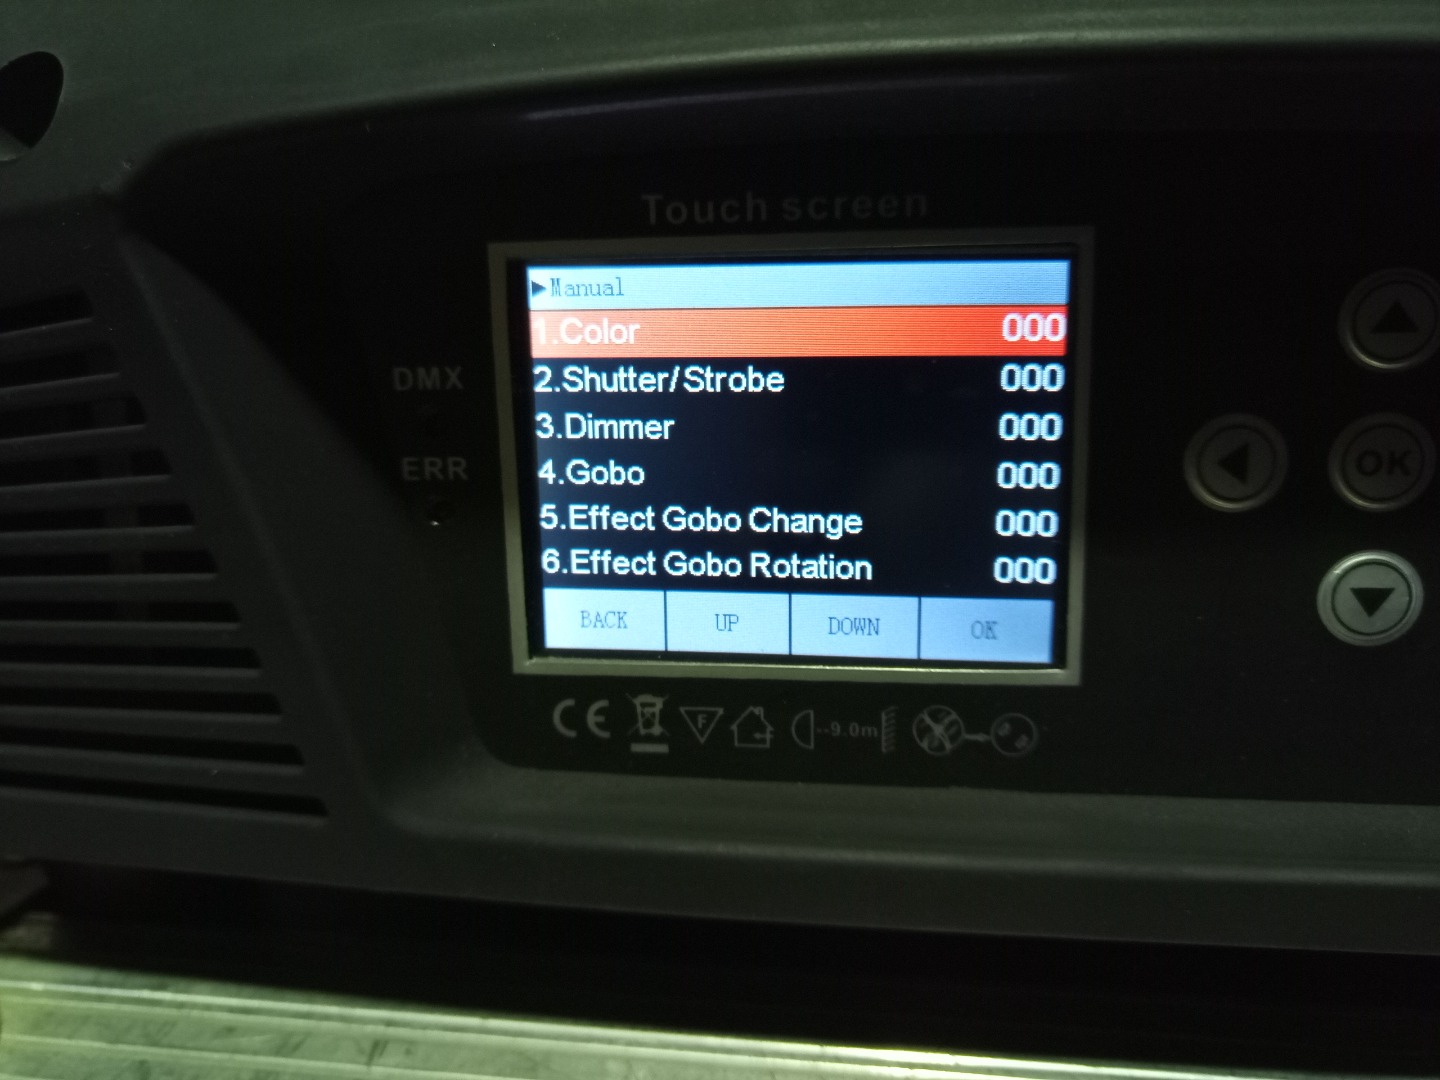 Touch screen
Manual
1.Color 000
2.Shutter/Strobe 000
3.Dimmer 000
4.Gobo 000
5.Effect Gobo Change 000
6.Effect Gobo Rotation 000
BACK UP DOWN OK
DMX
ERR
OK
CE F --9.0m